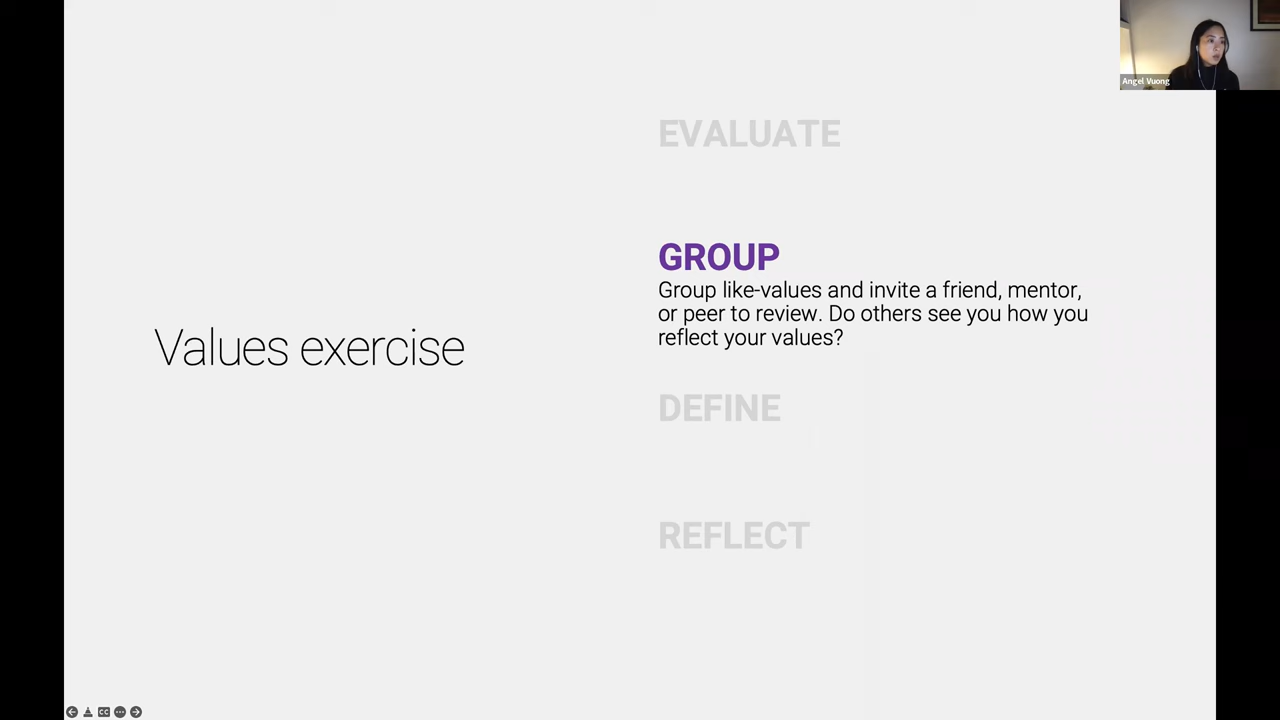 Angel Vuong
EVALUATE
GROUP
Group like-values and invite a friend, mentor,
or peer to review. Do others see you how you
reflect your values?
Values exercise
DEFINE
REFLECT
CC